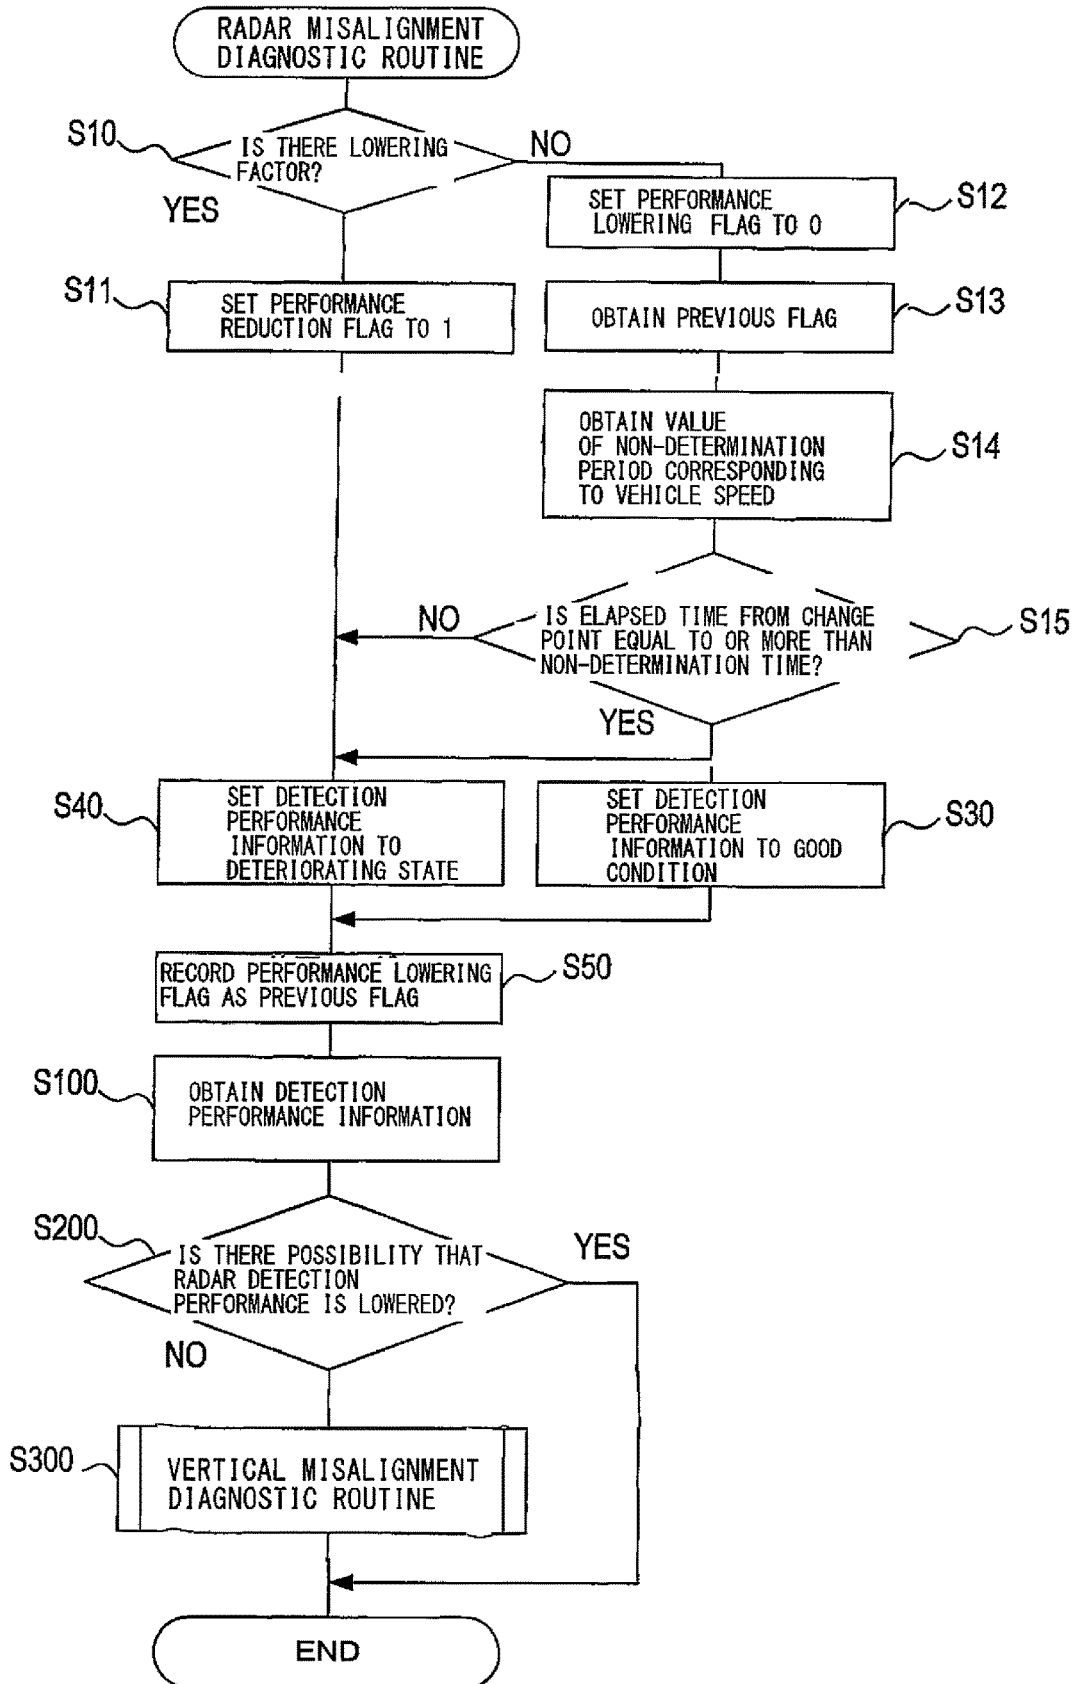 RADAR MISALIGNMENT
DIAGNOSTIC ROUTINE
S10
IS THERE LOWERING
FACTOR?
NO
YES
SET PERFORMANCE
LOWERING FLAG TO 0
S12
S11
SET PERFORMANCE
REDUCTION FLAG TO 1
OBTAIN PREVIOUS FLAG
S13
OBTAIN VALUE
OF NON-DETERMINATION
PERIOD CORRESPONDING
TO VEHICLE SPEED
S14
NO
IS ELAPSED TIME FROM CHANGE
POINT EQUAL TO OR MORE THAN
NON-DETERMINATION TIME?
S15
YES
S40
SET DETECTION
PERFORMANCE
INFORMATION TO
DETERIORATING STATE
SET DETECTION
PERFORMANCE
INFORMATION TO GOOD
CONDITION
S30
RECORD PERFORMANCE LOWERING
FLAG AS PREVIOUS FLAG
S50
S100
OBTAIN DETECTION
PERFORMANCE INFORMATION
S200
IS THERE POSSIBILITY THAT
RADAR DETECTION
PERFORMANCE IS LOWERED?
YES
NO
S300
VERTICAL MISALIGNMENT
DIAGNOSTIC ROUTINE
END